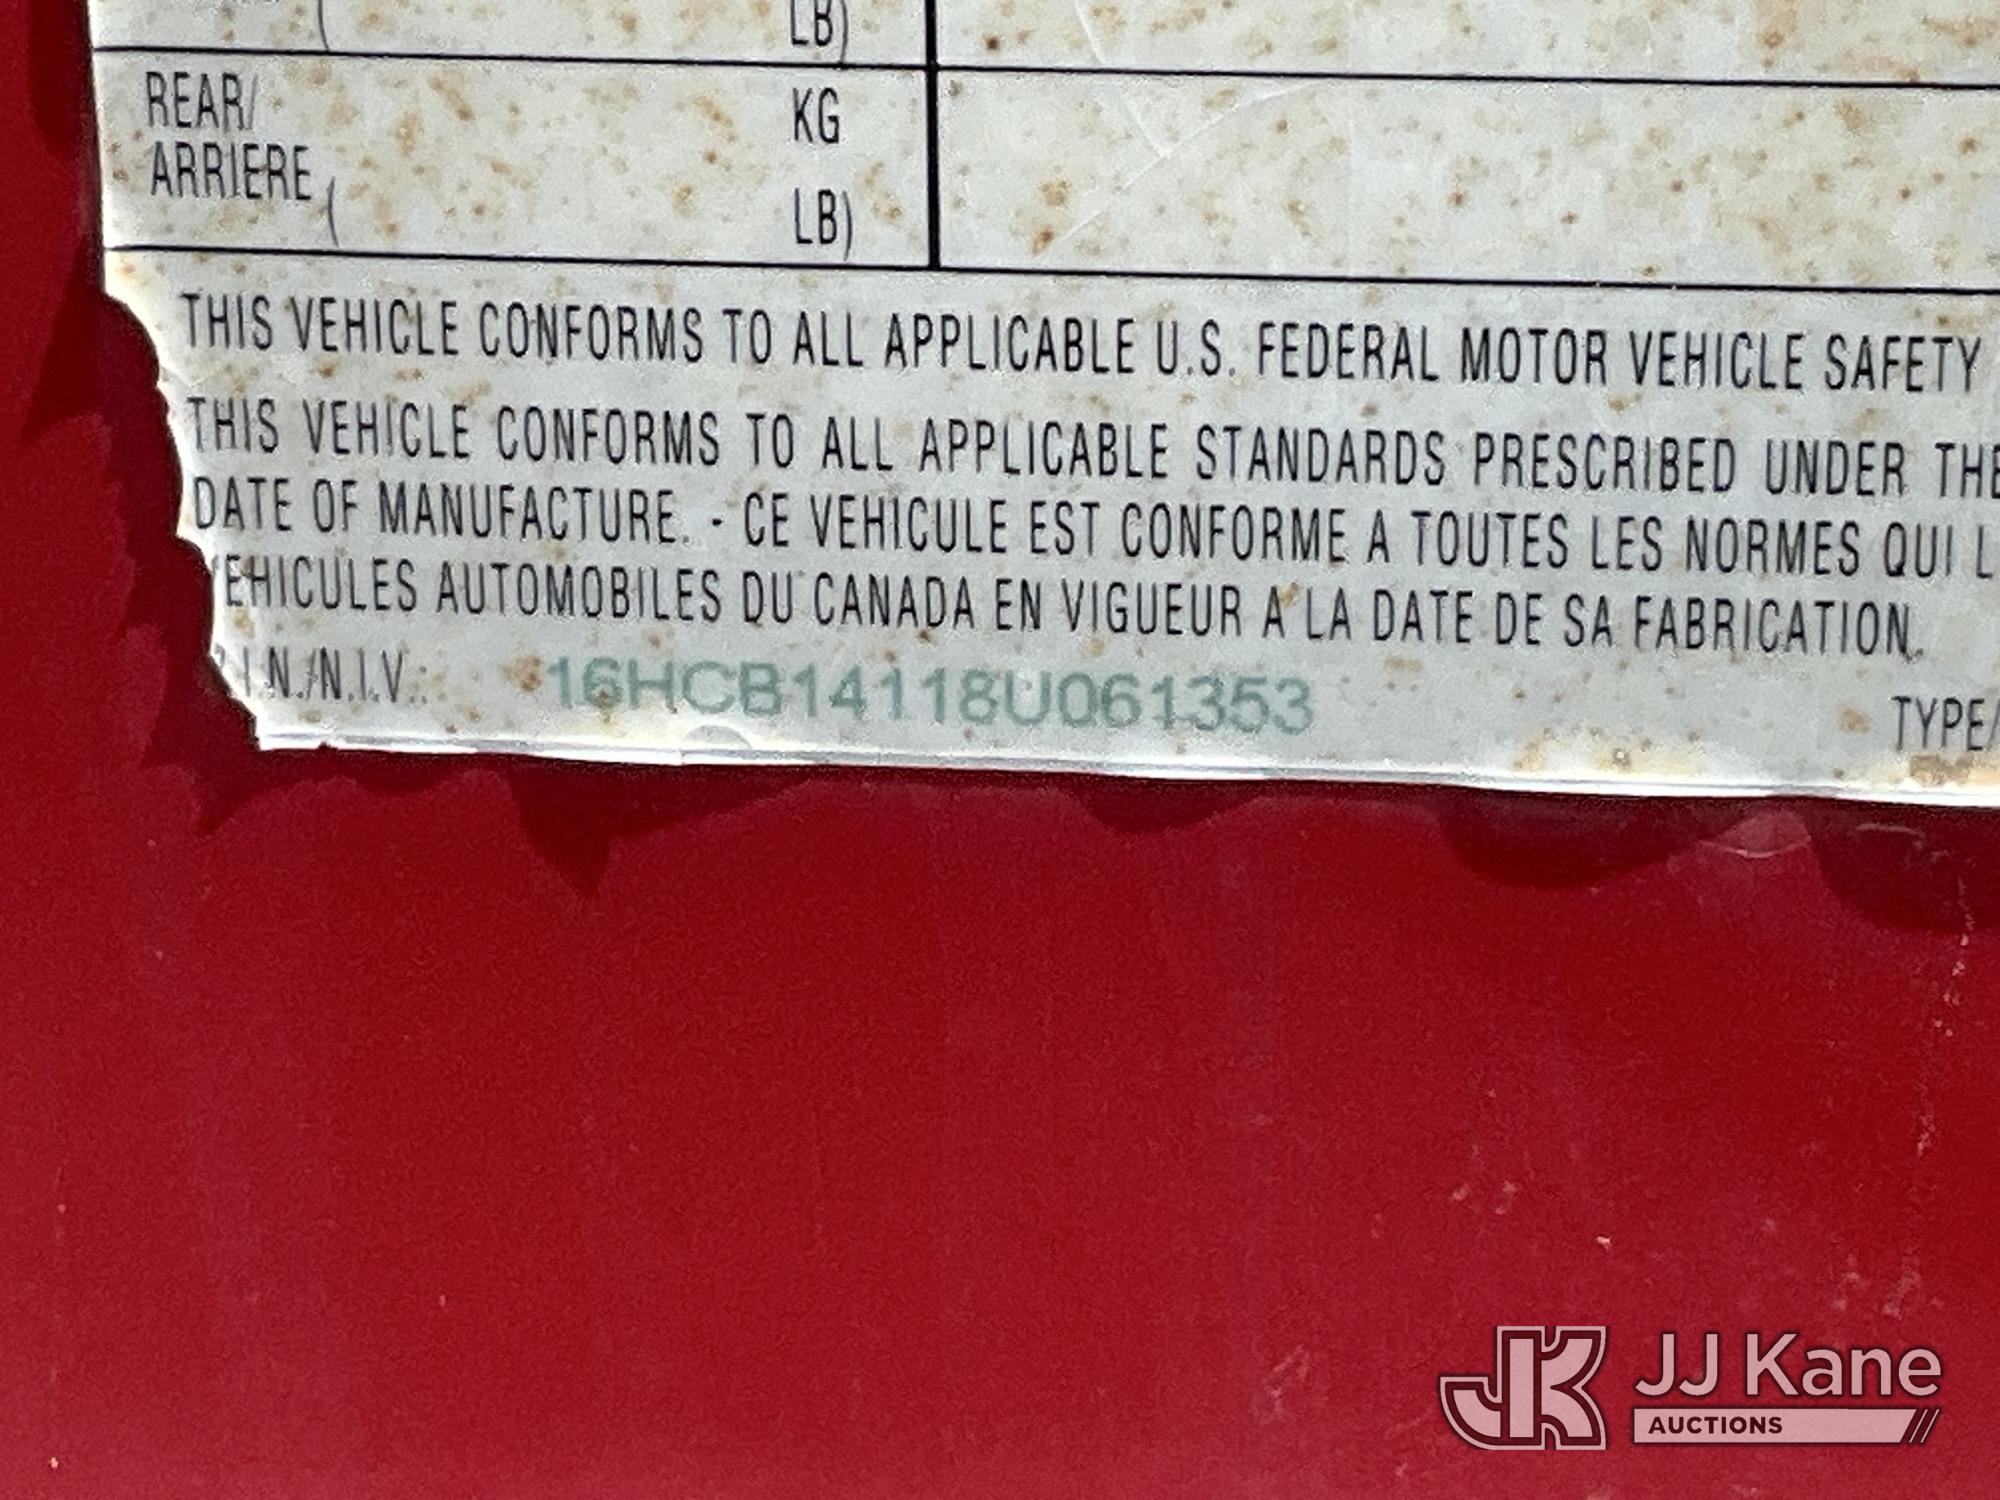 LB)
REAR/
ARRIERE
( KG
LB)
THIS VEHICLE CONFORMS TO ALL APPLICABLE U.S. FEDERAL MOTOR VEHICLE SAFETY
THIS VEHICLE CONFORMS TO ALL APPLICABLE STANDARDS PRESCRIBED UNDER THE
DATE OF MANUFACTURE. - CE VEHICULE EST CONFORME A TOUTES LES NORMES QUI L
VEHICULES AUTOMOBILES DU CANADA EN VIGUEUR A LA DATE DE SA FABRICATION.
V.I.N./N.I.V.: 16HCB14118U061353 TYPE/
JK JJ Kane
AUCTIONS